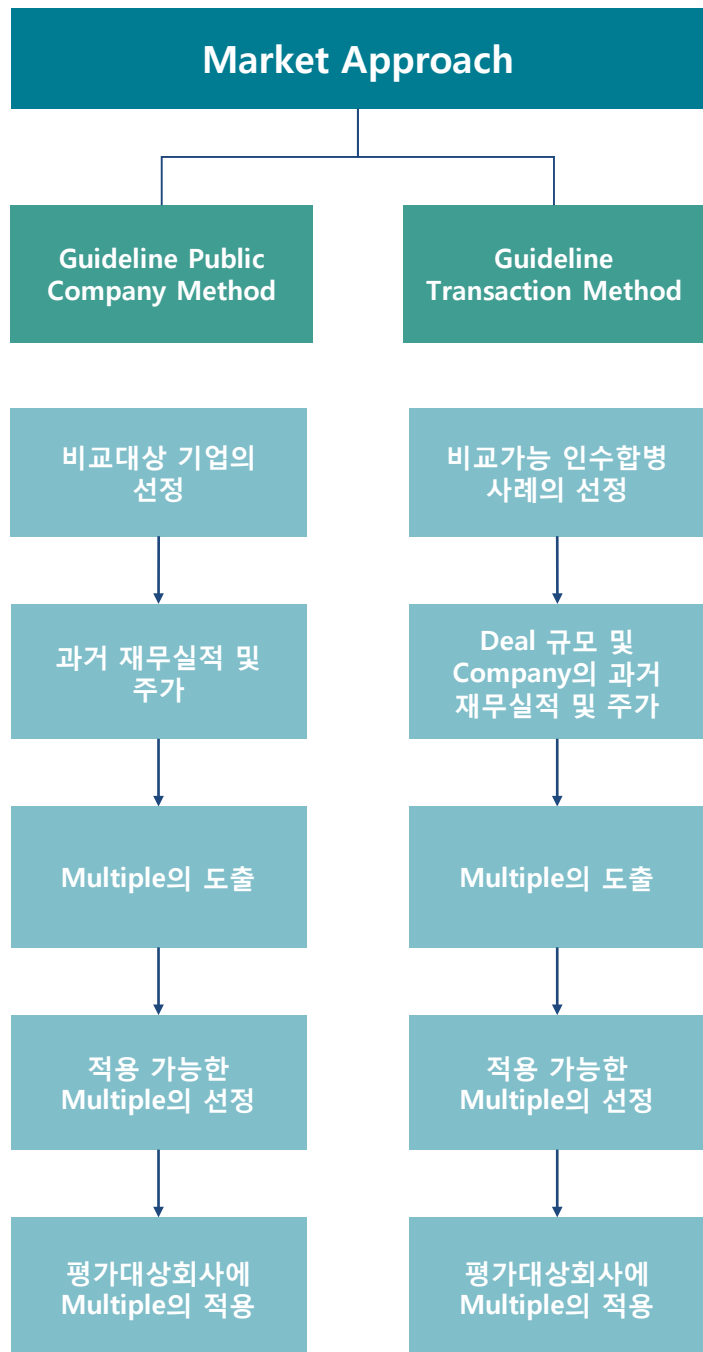 Market Approach
Guideline Public
Company Method
Guideline
Transaction Method
비교대상 기업의
선정
과거 재무실적 및
주가
Multiple의 도출
적용 가능한
Multiple의 선정
평가대상회사에
Multiple의 적용
비교가능 인수합병
사례의 선정
Deal 규모 및
Company의 과거
재무실적 및 주가
Multiple의 도출
적용 가능한
Multiple의 선정
평가대상회사에
Multiple의 적용